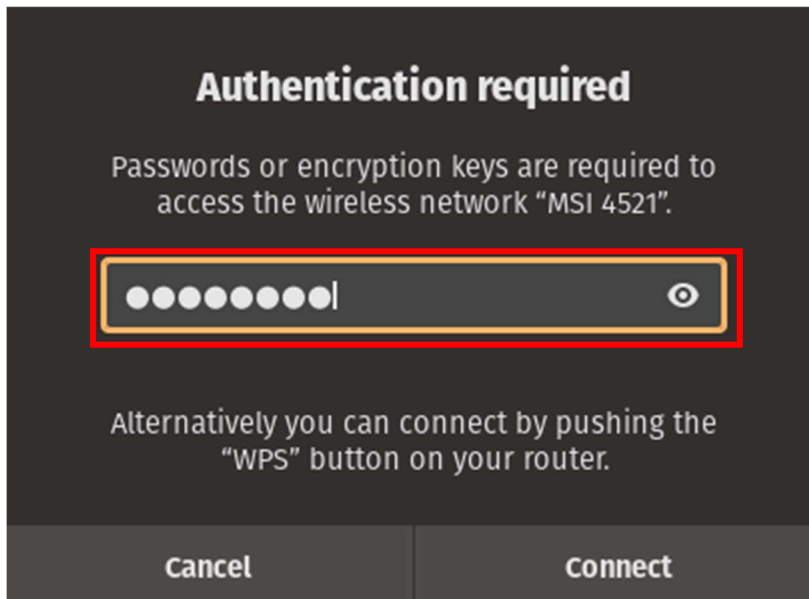 Authentication required
Passwords or encryption keys are required to
access the wireless network “MSI 4521”.
●●●●●●●●
Alternatively you can connect by pushing the
“WPS” button on your router.
Cancel
Connect